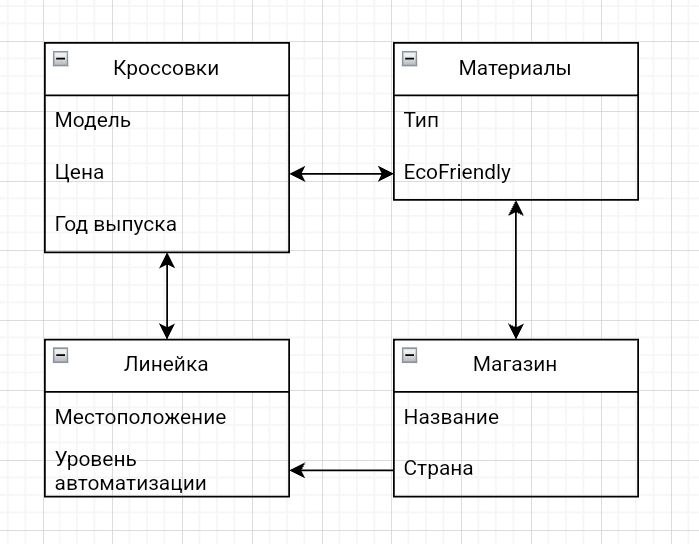 Кроссовки
Модель
Цена
Год выпуска
Материалы
Тип
EcoFriendly
Линейка
Местоположение
Уровень
автоматизации
Магазин
Название
Страна